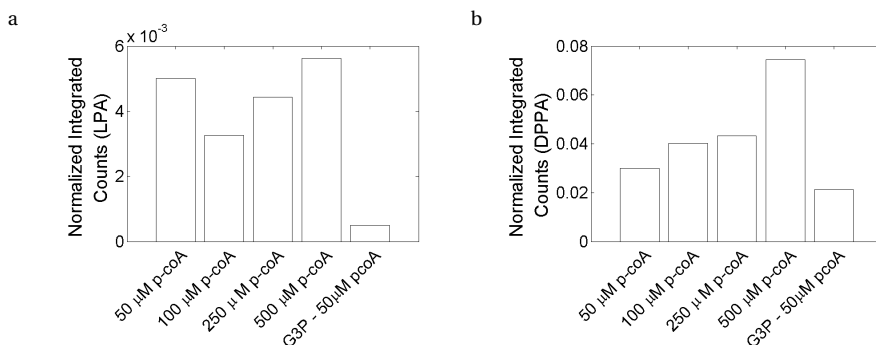 a
× 10⁻³
6
4
2
0
Normalized Integrated
Counts (LPA)
50 μM p-coA
100 μM p-coA
250 μ M p-coA
500 μM p-coA
G3P - 50μM pcoA
b
0.08
0.06
0.04
0.02
0
Normalized Integrated
Counts (DPPA)
50 μM p-coA
100 μM p-coA
250 μ M p-coA
500 μM p-coA
G3P - 50μM pcoA